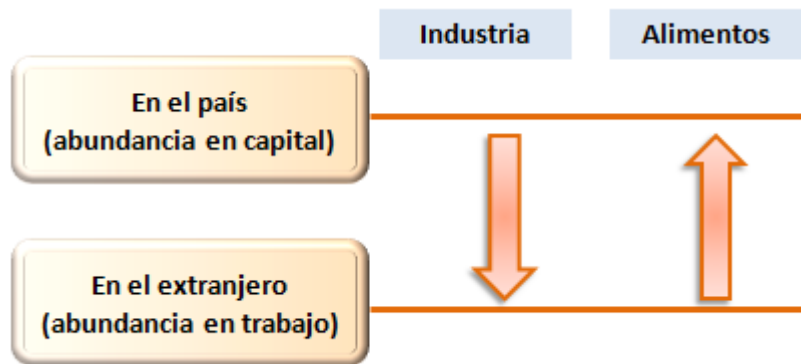 Industria
Alimentos
En el país
(abundancia en capital)
En el extranjero
(abundancia en trabajo)